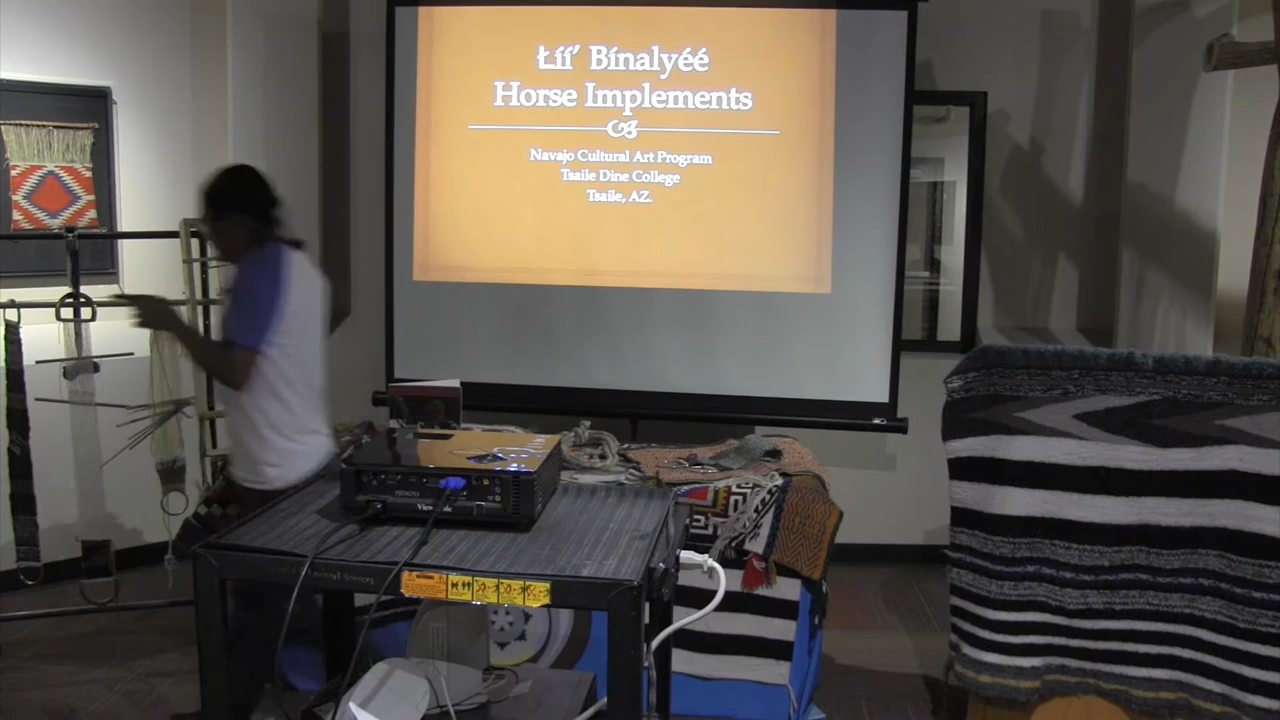 Łíí’ Bínalyéé
Horse Implements
Navajo Cultural Art Program
Tsaile Dine College
Tsaile, AZ.